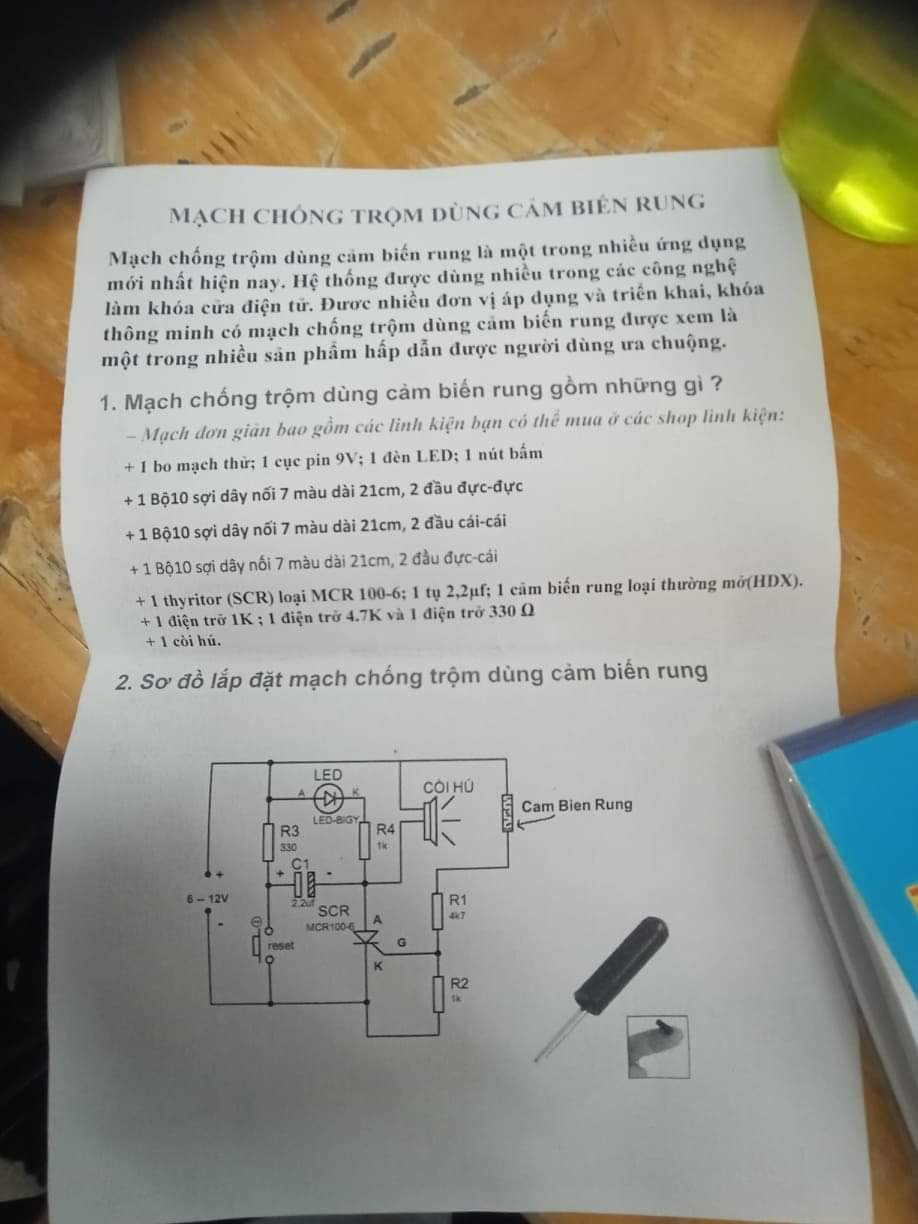 MẠCH CHỐNG TRỘM DÙNG CẢM BIẾN RUNG
Mạch chống trộm dùng cảm biến rung là một trong nhiều ứng dụng
mới nhất hiện nay. Hệ thống được dùng nhiều trong các công nghệ
làm khóa cửa điện tử. Được nhiều đơn vị áp dụng và triển khai, khóa
thông minh có mạch chống trộm dùng cảm biến rung được xem là
một trong nhiều sản phẩm hấp dẫn được người dùng ưa chuộng.
1. Mạch chống trộm dùng cảm biến rung gồm những gì ?
– Mạch đơn giản bao gồm các linh kiện bạn có thể mua ở các shop linh kiện:
+ 1 bo mạch thử; 1 cục pin 9V; 1 đèn LED; 1 nút bấm
+ 1 Bộ10 sợi dây nối 7 màu dài 21cm, 2 đầu đực-đực
+ 1 Bộ10 sợi dây nối 7 màu dài 21cm, 2 đầu cái-cái
+ 1 Bộ10 sợi dây nối 7 màu dài 21cm, 2 đầu đực-cái
+ 1 thyritor (SCR) loại MCR 100-6; 1 tụ 2,2µf; 1 cảm biến rung loại thường mở(HDX).
+ 1 điện trở 1K ; 1 điện trở 4.7K và 1 điện trở 330 Ω
+ 1 còi hú.
2. Sơ đồ lắp đặt mạch chống trộm dùng cảm biến rung
LED
A K
LED-BIGY
CÒI HÚ
Cam Bien Rung
R3
330
R4
1k
C1
+ -
2.2uf
+
6 – 12V
-
SCR
MCR100-6
A
G
K
reset
R1
4k7
R2
1k